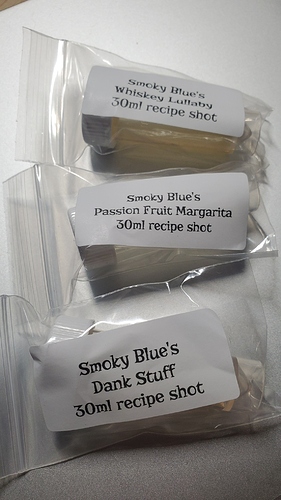 Smoky Blue's
Whiskey Lullaby
30ml recipe shot
Smoky Blue's
Passion Fruit Margarita
30ml recipe shot
Smoky Blue's
Dank Stuff
30ml recipe shot